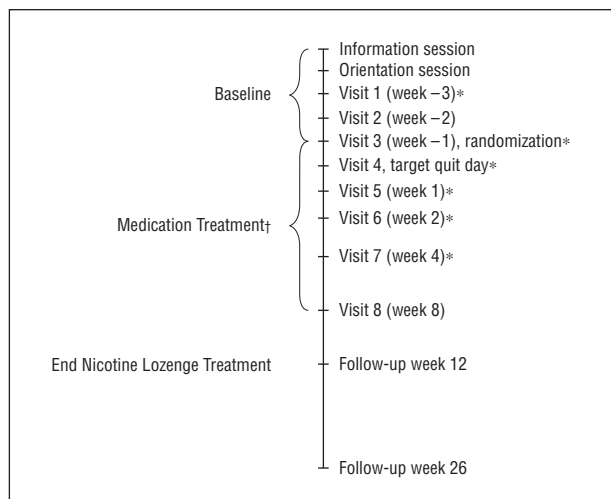 Information session
Orientation session
Baseline
Visit 1 (week –3)*
Visit 2 (week –2)
Visit 3 (week –1), randomization*
Visit 4, target quit day*
Visit 5 (week 1)*
Medication Treatment†
Visit 6 (week 2)*
Visit 7 (week 4)*
Visit 8 (week 8)
End Nicotine Lozenge Treatment
Follow-up week 12
Follow-up week 26